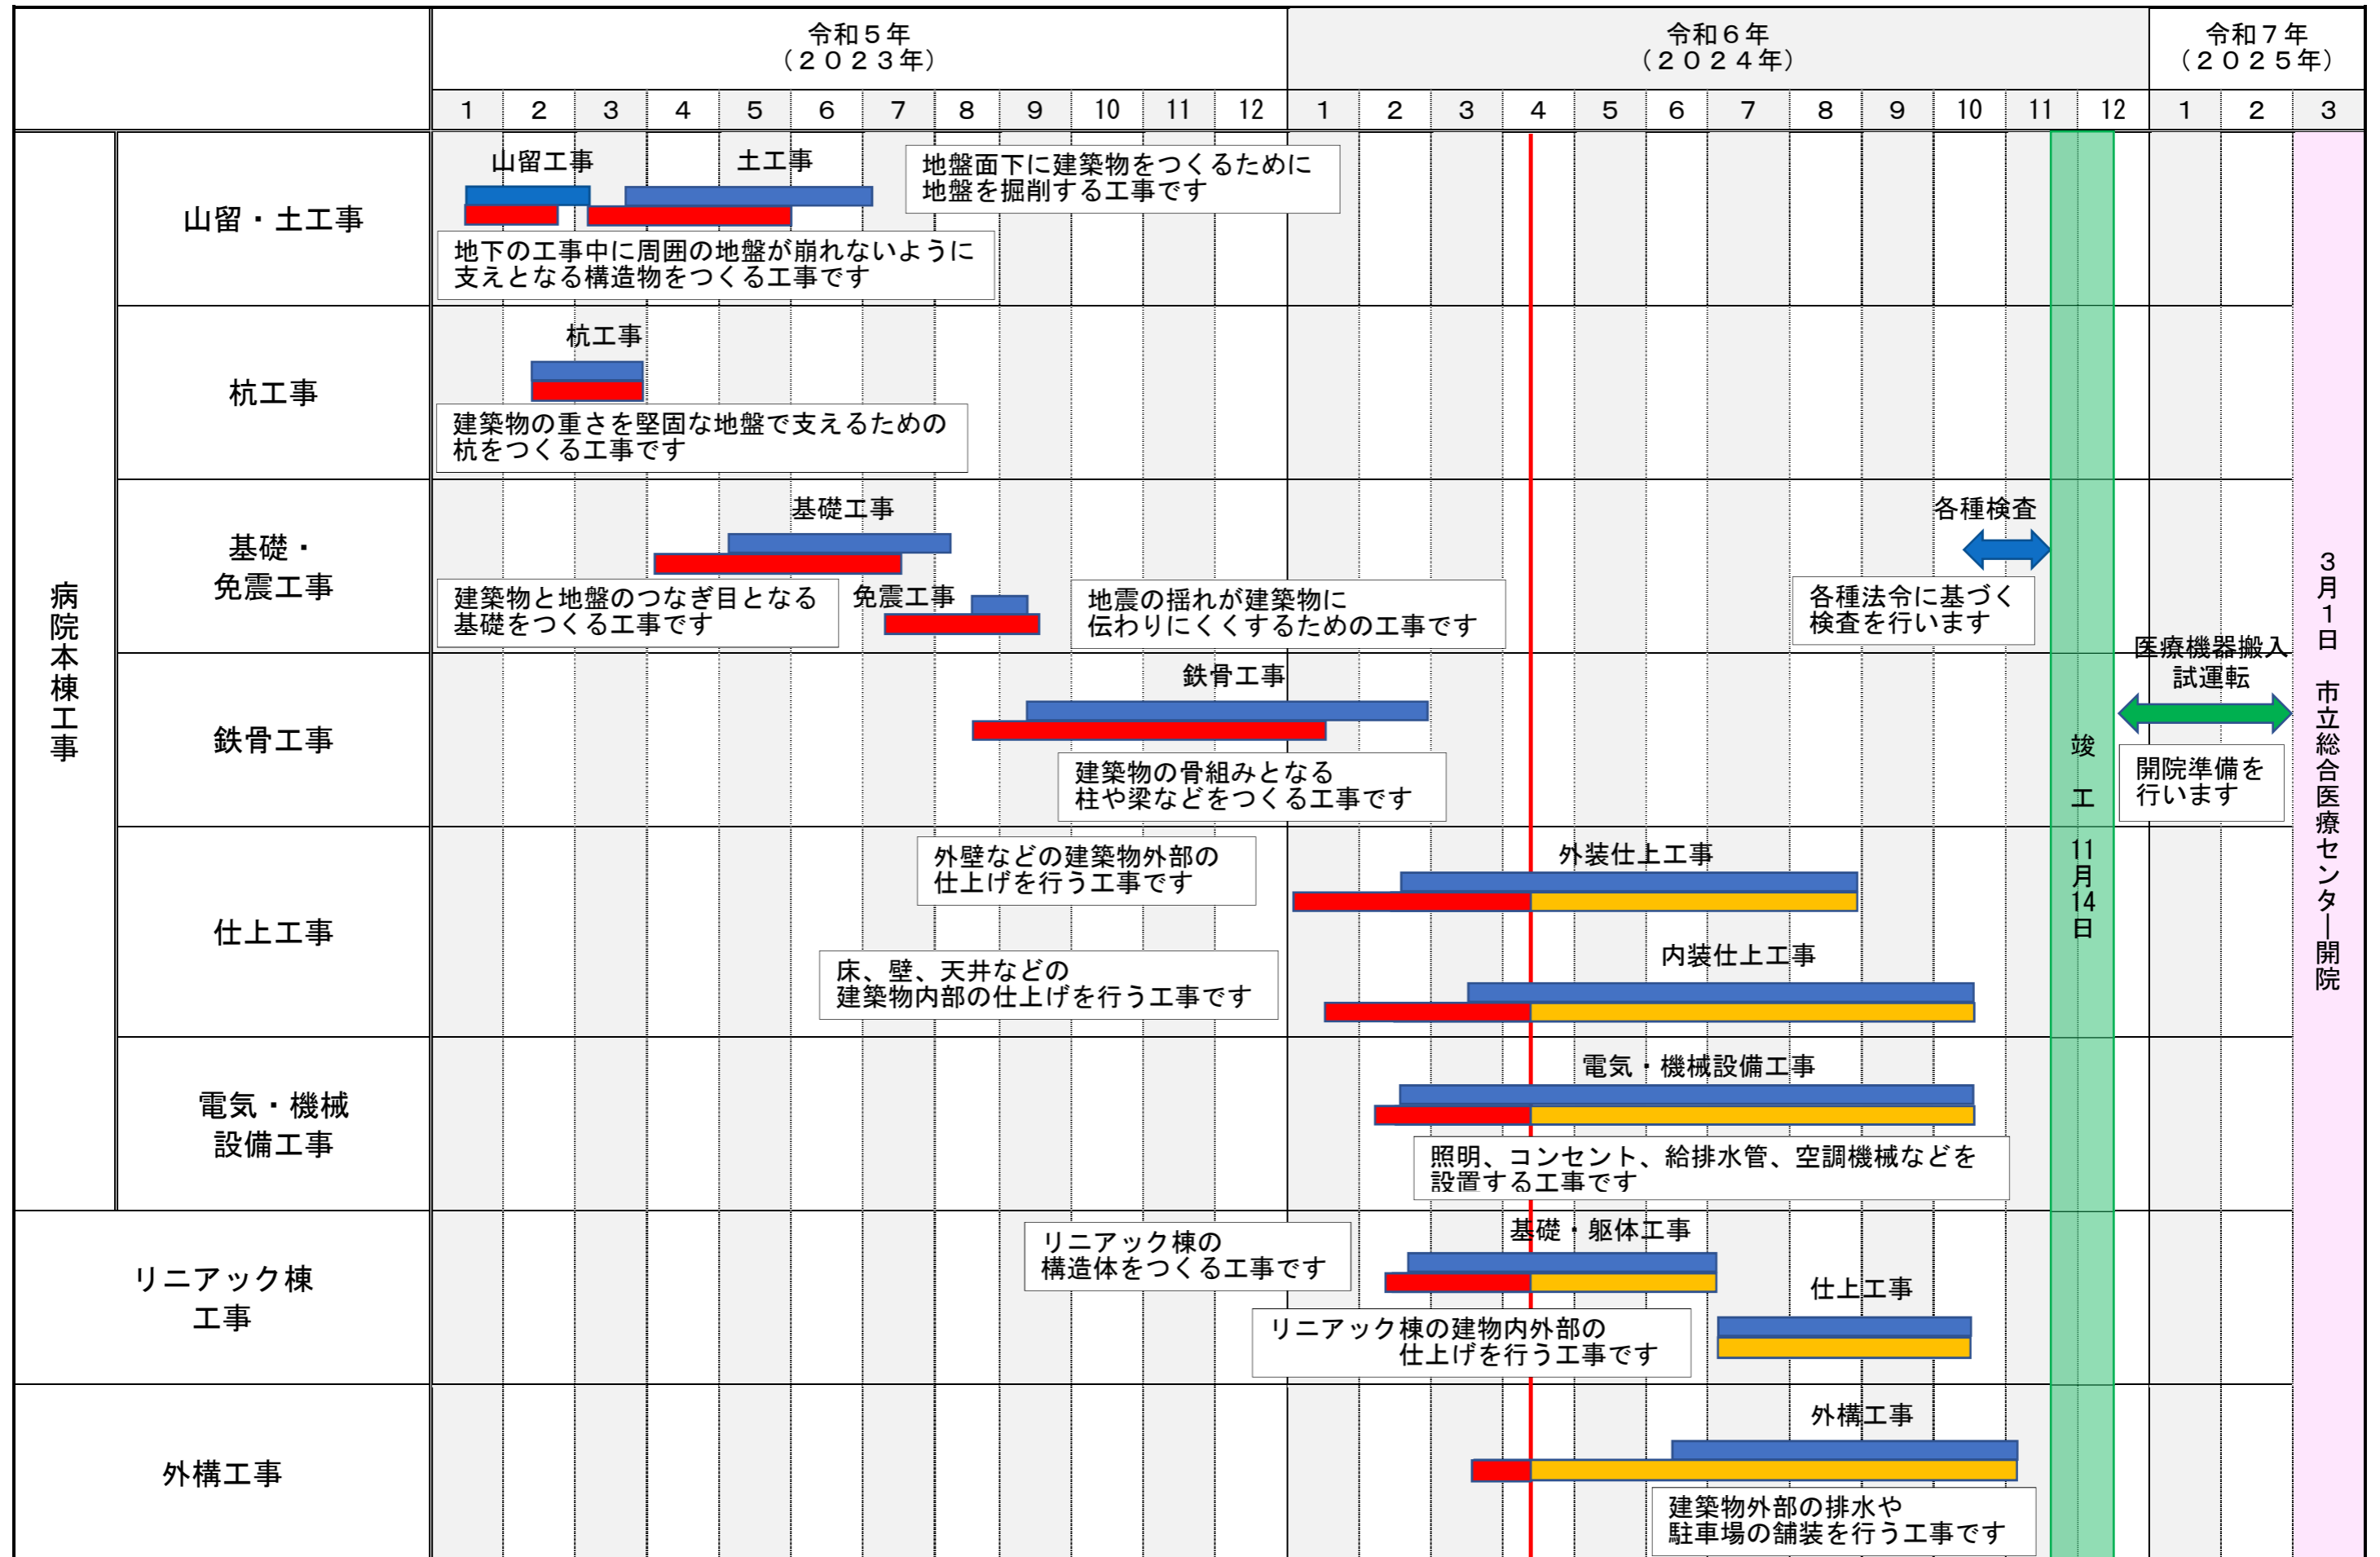 令和５年
（２０２３年）
令和６年
（２０２４年）
令和７年
（２０２５年）
1 2 3 4 5 6 7 8 9 10 11 12 1 2 3 4 5 6 7 8 9 10 11 12 1 2 3
病院本棟工事
山留・土工事
山留工事
土工事
地盤面下に建築物をつくるために
地盤を掘削する工事です
地下の工事中に周囲の地盤が崩れないように
支えとなる構造物をつくる工事です
杭工事
杭工事
建築物の重さを堅固な地盤で支えるための
杭をつくる工事です
基礎・
免震工事
基礎工事
建築物と地盤のつなぎ目となる
基礎をつくる工事です
免震工事
地震の揺れが建築物に
伝わりにくくするための工事です
各種検査
各種法令に基づく
検査を行います
鉄骨工事
鉄骨工事
建築物の骨組みとなる
柱や梁などをつくる工事です
医療機器搬入
試運転
開院準備を
行います
竣工 11月14日
3月1日 市立総合医療センター開院
仕上工事
外壁などの建築物外部の
仕上げを行う工事です
外装仕上工事
床、壁、天井などの
建築物内部の仕上げを行う工事です
内装仕上工事
電気・機械
設備工事
電気・機械設備工事
照明、コンセント、給排水管、空調機械などを
設置する工事です
リニアック棟
工事
リニアック棟の
構造体をつくる工事です
基礎・躯体工事
仕上工事
リニアック棟の建物内外部の
仕上げを行う工事です
外構工事
外構工事
建築物外部の排水や
駐車場の舗装を行う工事です